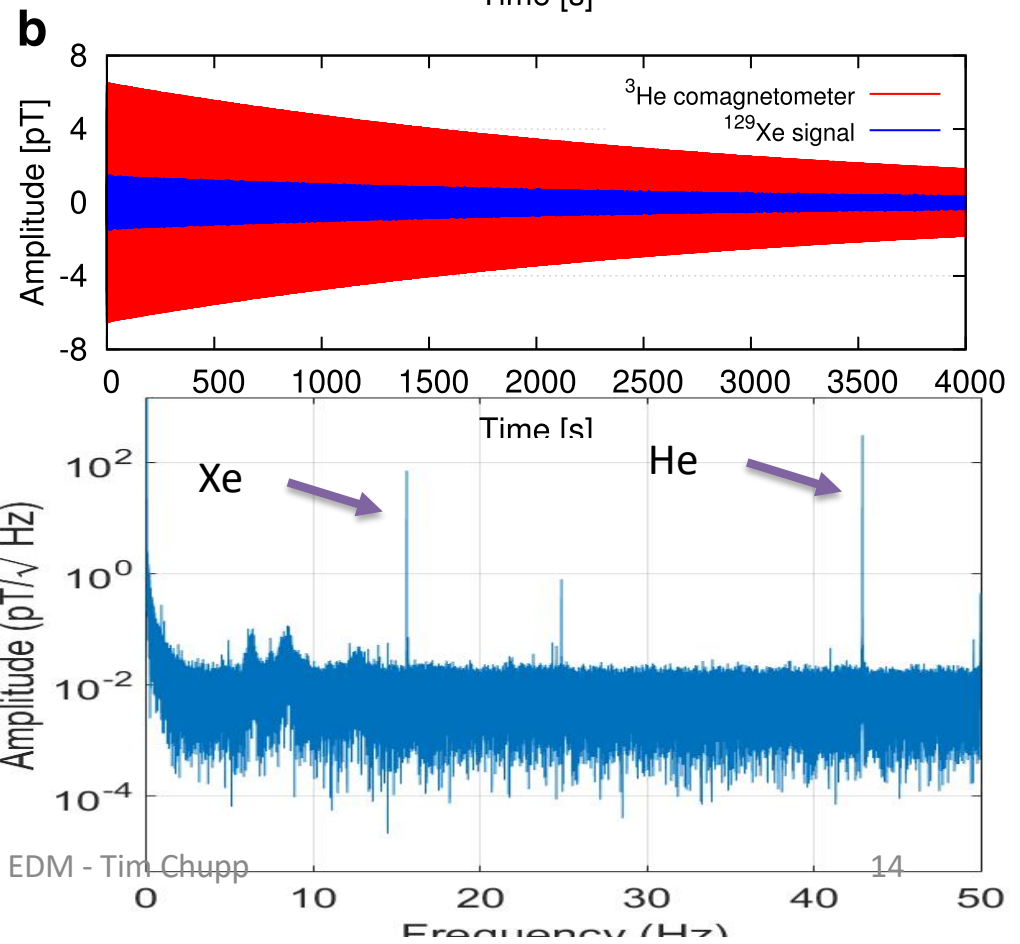 Time [s]
b
8
³He comagnetometer
4
¹²⁹Xe signal
Amplitude [pT]
0
-4
-8
0 500 1000 1500 2000 2500 3000 3500 4000
Time [s]
He
Xe
10²
10⁰
Amplitude (pT/√ Hz)
10⁻²
10⁻⁴
EDM - Tim Chupp
14
0 10 20 30 40 50
Frequency (Hz)